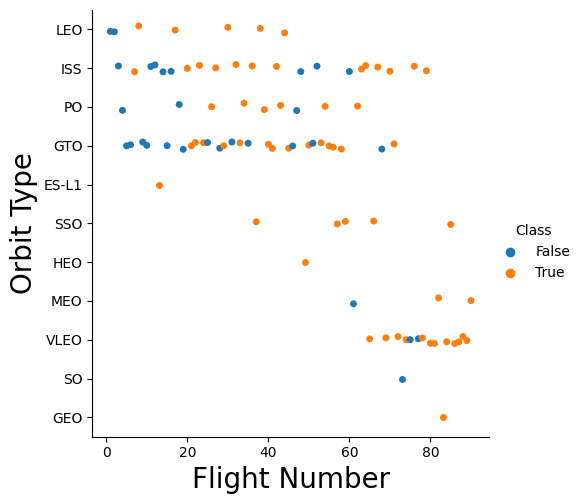 LEO
ISS
PO
GTO
ES-L1
SSO
HEO
MEO
VLEO
SO
GEO
Orbit Type
0 20 40 60 80
Flight Number
Class
False
True